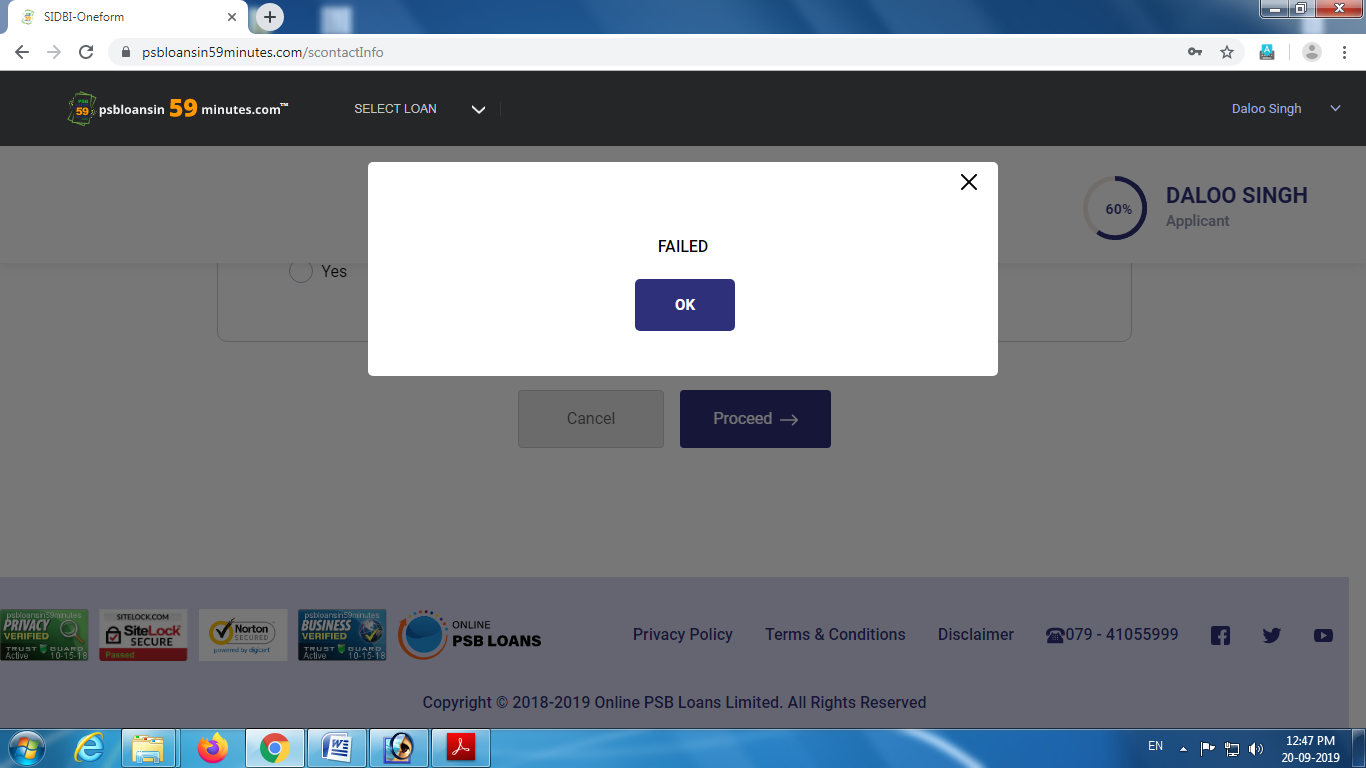 SIDBI-Oneform
psbloansin59minutes.com/scontactInfo
PSB 59 psbloansin 59 minutes.com™
SELECT LOAN
Daloo Singh
60%
DALOO SINGH
Applicant
FAILED
OK
Yes
Cancel
Proceed →
psbloansin59minutes
PRIVACY
VERIFIED
TRUST GUARD
Active 10-15-18
SITELOCK.COM
SiteLock
SECURE
Passed
Norton
SECURED
powered by digicert
psbloansin59minutes
BUSINESS
VERIFIED
TRUST GUARD
Active 10-15-18
ONLINE
PSB LOANS
Privacy Policy Terms & Conditions Disclaimer ☎079 - 41055999
Copyright © 2018-2019 Online PSB Loans Limited. All Rights Reserved
EN
12:47 PM
20-09-2019